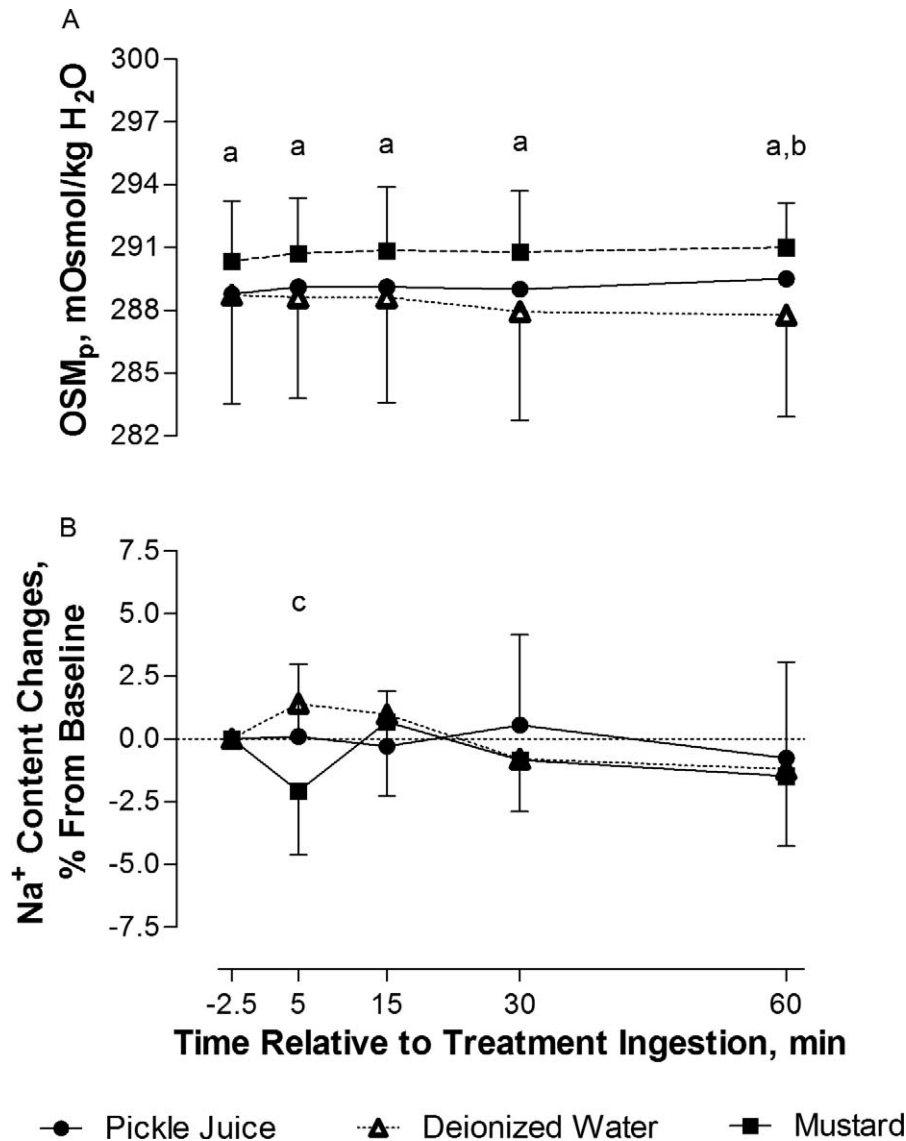 A
OSMp, mOsmol/kg H2O
300
297
294
291
288
285
282
a
a
a
a
a,b
B
Na+ Content Changes,
% From Baseline
7.5
5.0
2.5
0.0
-2.5
-5.0
-7.5
c
-2.5 5 15 30 60
Time Relative to Treatment Ingestion, min
Pickle Juice Deionized Water Mustard